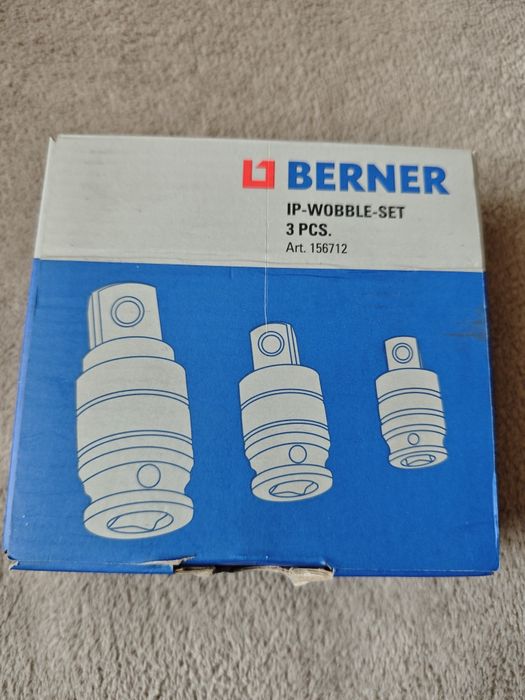 BERNER
IP-WOBBLE-SET
3 PCS.
Art. 156712